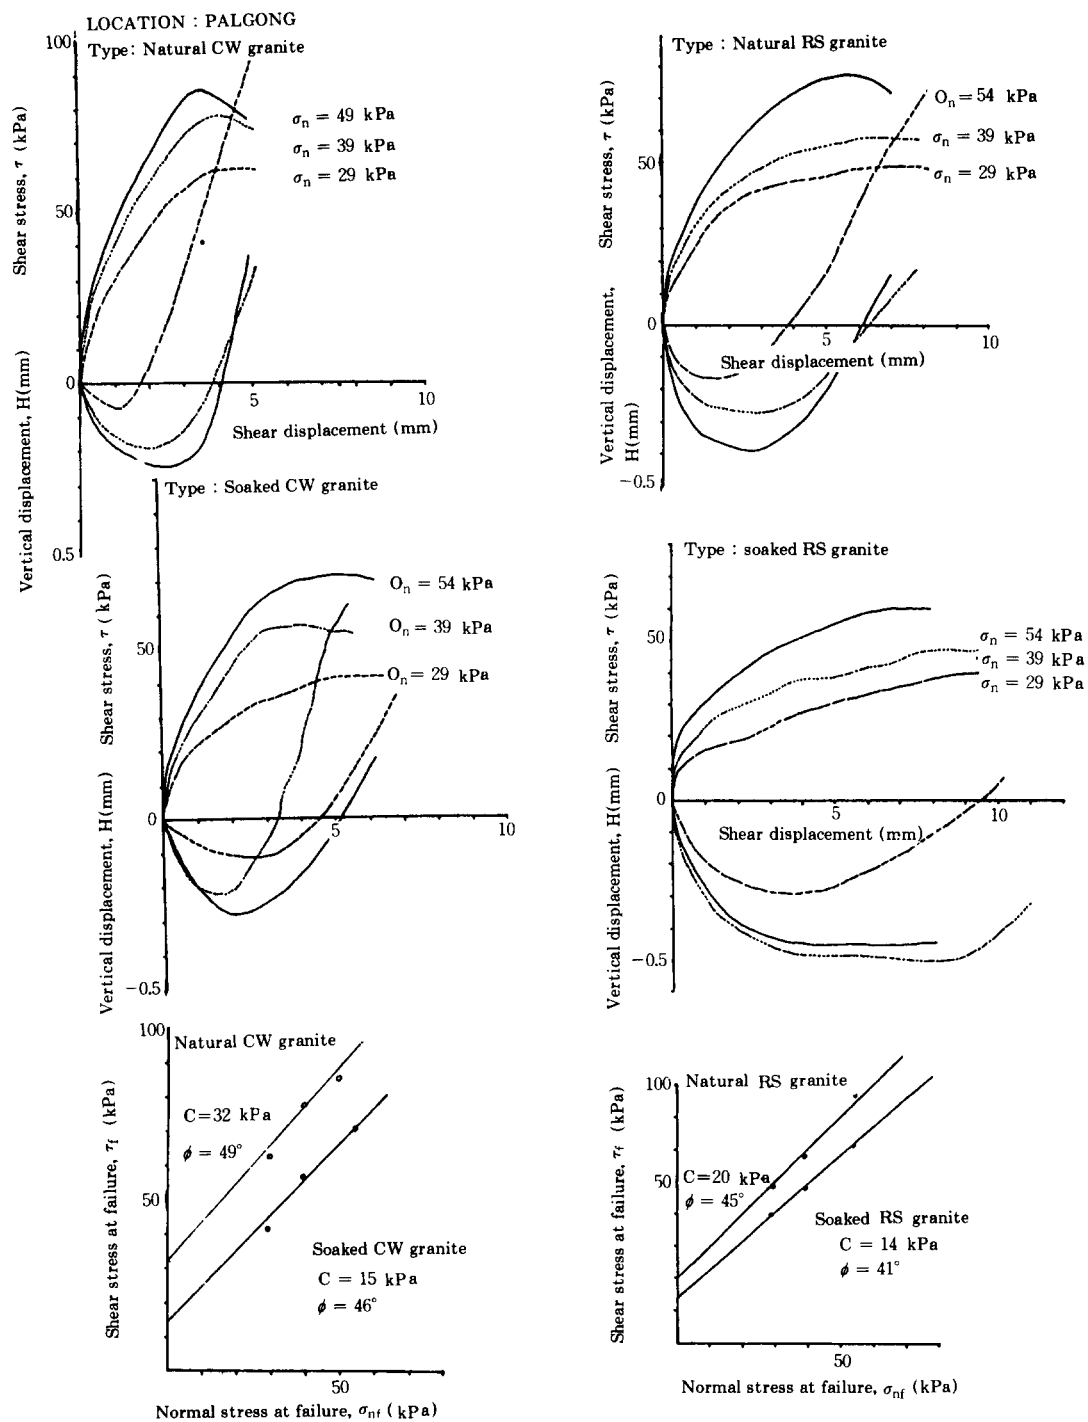 LOCATION : PALGONG
Type: Natural CW granite
100
50
0
0.5
Shear stress, τ (kPa)
Vertical displacement, H(mm)
σn = 49 kPa
σn = 39 kPa
σn = 29 kPa
5
10
Shear displacement (mm)
Type : Natural RS granite
50
0
−0.5
Shear stress, τ (kPa)
Vertical displacement,
H(mm)
On = 54 kPa
σn = 39 kPa
σn = 29 kPa
5
10
Shear displacement (mm)
Type : Soaked CW granite
50
0
−0.5
Shear stress, τ ( kPa)
Vertical displacement, H(mm)
On = 54 kPa
On = 39 kPa
On = 29 kPa
5
10
Shear displacement (mm)
Type : soaked RS granite
50
0
−0.5
Shear stress, τ (kPa)
Vertical displacement, H(mm)
σn = 54 kPa
σn = 39 kPa
σn = 29 kPa
5
10
Shear displacement (mm)
100
50
Natural CW granite
C=32 kPa
ϕ = 49°
Soaked CW granite
C = 15 kPa
ϕ = 46°
Shear stress at failure, τf (kPa)
50
Normal stress at failure, σnf (kPa)
100
50
Natural RS granite
C=20 kPa
ϕ = 45°
Soaked RS granite
C = 14 kPa
ϕ = 41°
Shear stress at failure, τf (kPa)
50
Normal stress at failure, σnf (kPa)